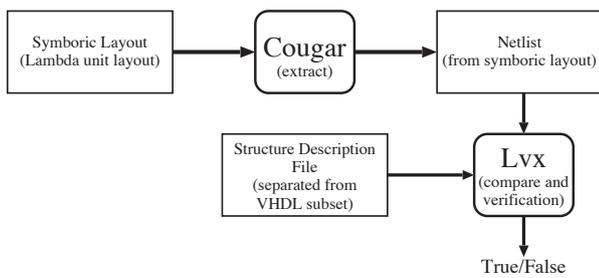 Symboric Layout
(Lambda unit layout)
Cougar
(extract)
Netlist
(from symboric layout)
Structure Description
File
(separated from
VHDL subset)
Lvx
(compare and
verification)
True/False